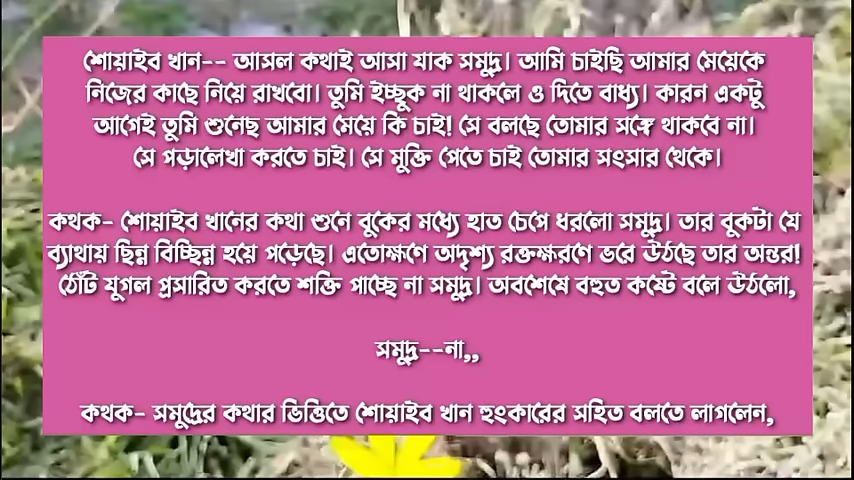 শোয়াইব খান-- আসল কথাই আসা যাক সমুদ্র। আমি চাইছি আমার মেয়েকে
নিজের কাছে নিয়ে রাখবো। তুমি ইচ্ছুক না থাকলে ও দিতে বাধ্য। কারন একটু
আগেই তুমি শুনেছ আমার মেয়ে কি চাই! সে বলছে তোমার সঙ্গে থাকবে না।
সে পড়ালেখা করতে চাই। সে মুক্তি পেতে চাই তোমার সংসার থেকে।
কথক- শোয়াইব খানের কথা শুনে বুকের মধ্যে হাত চেপে ধরলো সমুদ্র। তার বুকটা যে
ব্যাথায় ছিন্ন বিচ্ছিন্ন হয়ে পড়েছে। এতোক্ষণে অদৃশ্য রক্তক্ষরণে ভরে ঊঠছে তার অন্তর!
ঠোঁট যুগল প্রসারিত করতে শক্তি পাচ্ছে না সমুদ্র। অবশেষে বহুত কষ্টে বলে ঊঠলো,
সমুদ্র--না,,
কথক- সমুদ্রের কথার ভিত্তিতে শোয়াইব খান হুংকারের সহিত বলতে লাগলেন,